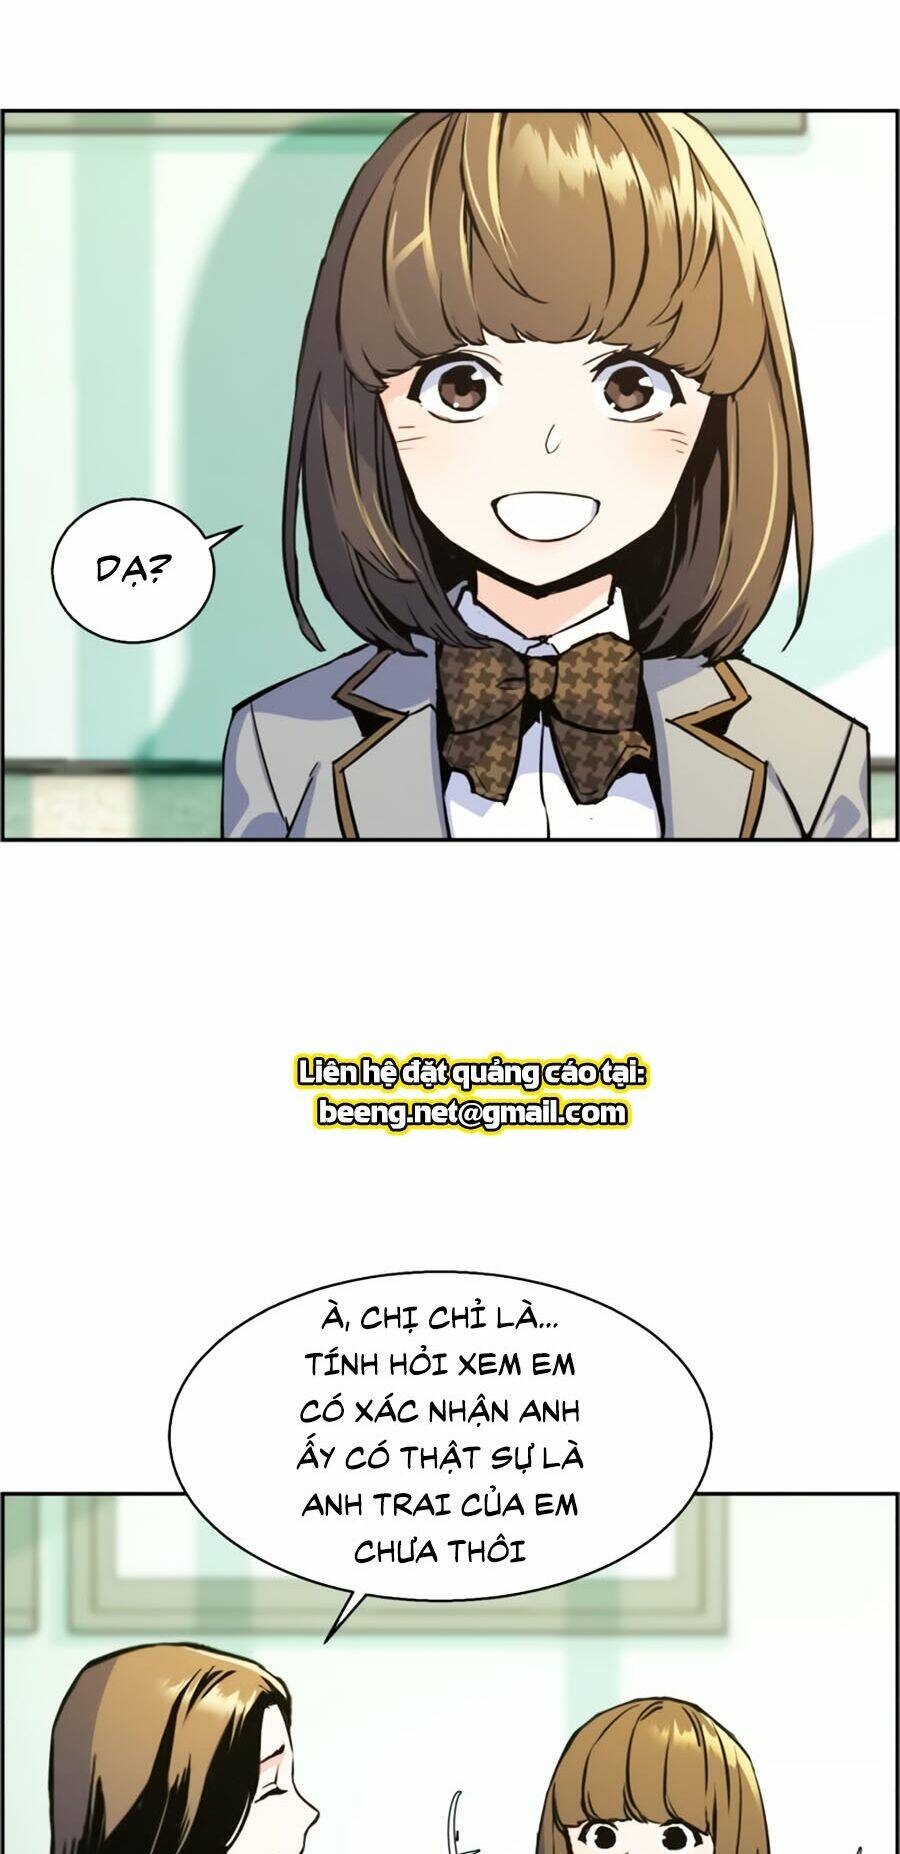 DẠ?
Liên hệ đặt quảng cáo tại:
beeng.net@gmail.com
À, CHỊ CHỈ LÀ...
TÍNH HỎI XEM EM
CÓ XÁC NHẬN ANH
ẤY CÓ THẬT SỰ LÀ
ANH TRAI CỦA EM
CHƯA THÔI